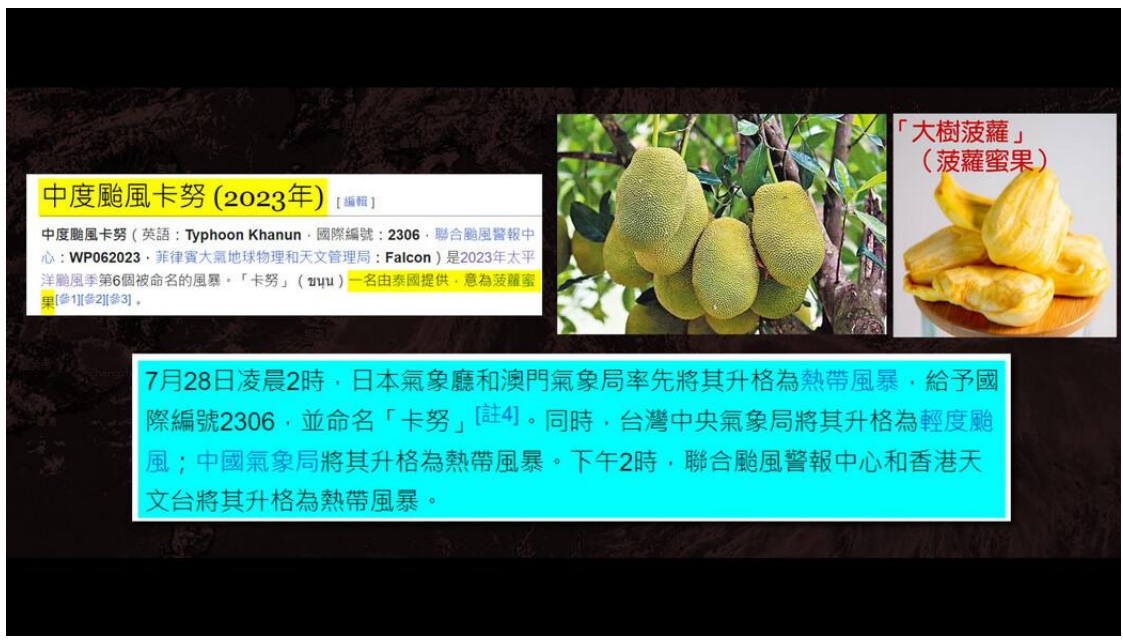 中度颱風卡努 (2023年) [編輯]
中度颱風卡努（英語：Typhoon Khanun，國際編號：2306，聯合颱風警報中
心：WP062023，菲律賓大氣地球物理和天文管理局：Falcon）是2023年太平
洋颱風季第6個被命名的風暴。「卡努」（ขนุน）一名由泰國提供，意為菠蘿蜜
果[參1][參2][參3]。
「大樹菠蘿」
（菠蘿蜜果）
7月28日凌晨2時，日本氣象廳和澳門氣象局率先將其升格為熱帶風暴，給予國
際編號2306，並命名「卡努」[註4]。同時，台灣中央氣象局將其升格為輕度颱
風；中國氣象局將其升格為熱帶風暴。下午2時，聯合颱風警報中心和香港天
文台將其升格為熱帶風暴。